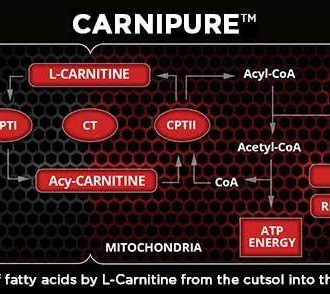 CARNIPURE™
L-CARNITINE Acyl-CoA
PTI CT CPTII
Acetyl-CoA
Acy-CARNITINE CoA
R
ATP
ENERGY
MITOCHONDRIA
f fatty acids by L-Carnitine from the cutsol into th